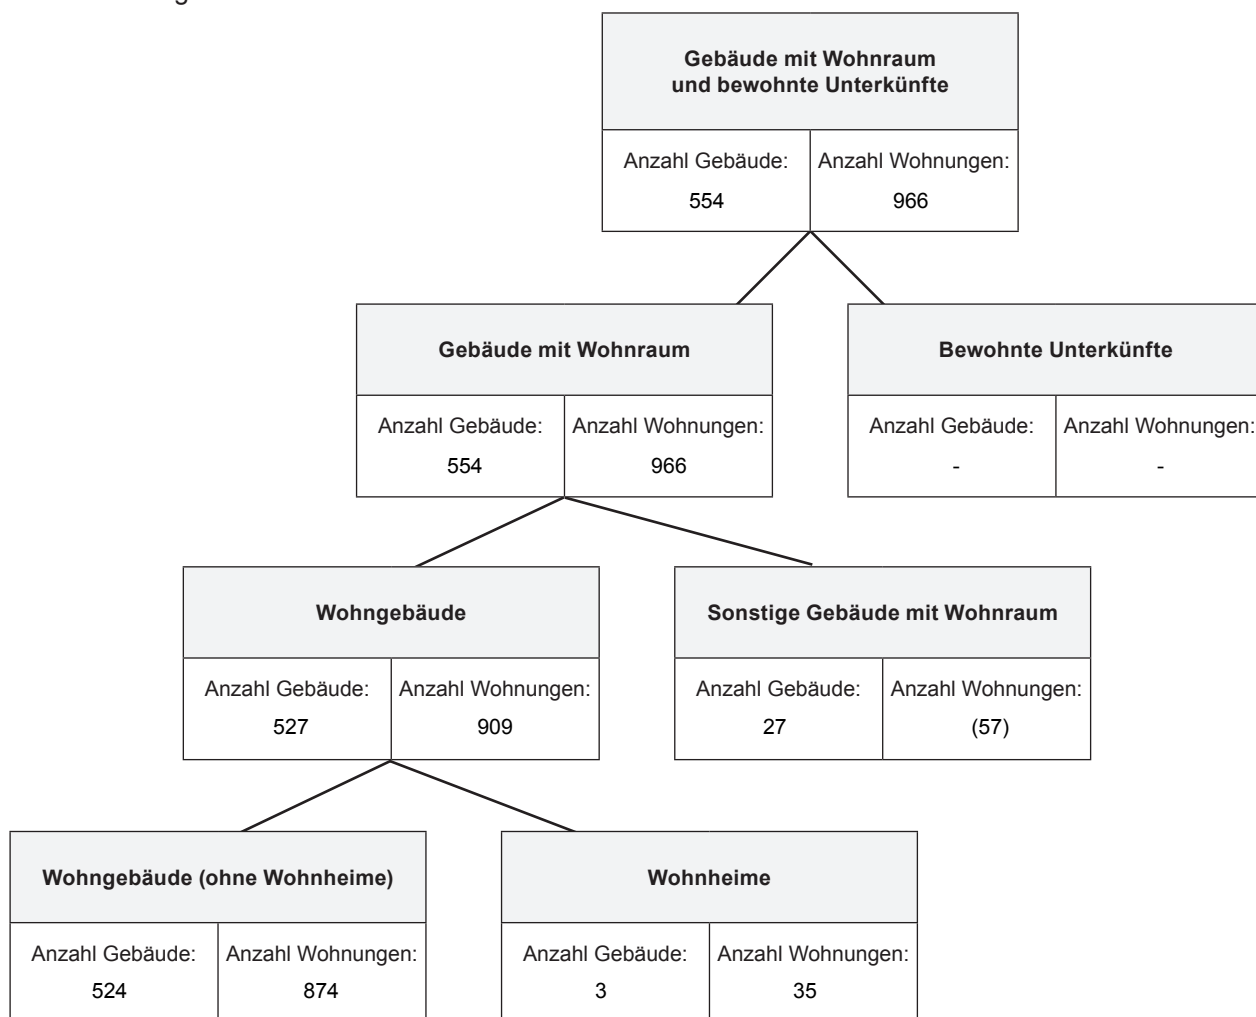 Gebäude mit Wohnraum
und bewohnte Unterkünfte
Anzahl Gebäude: Anzahl Wohnungen:
554 966
Gebäude mit Wohnraum
Anzahl Gebäude: Anzahl Wohnungen:
554 966
Bewohnte Unterkünfte
Anzahl Gebäude: Anzahl Wohnungen:
- -
Wohngebäude
Anzahl Gebäude: Anzahl Wohnungen:
527 909
Sonstige Gebäude mit Wohnraum
Anzahl Gebäude: Anzahl Wohnungen:
27 (57)
Wohngebäude (ohne Wohnheime)
Anzahl Gebäude: Anzahl Wohnungen:
524 874
Wohnheime
Anzahl Gebäude: Anzahl Wohnungen:
3 35